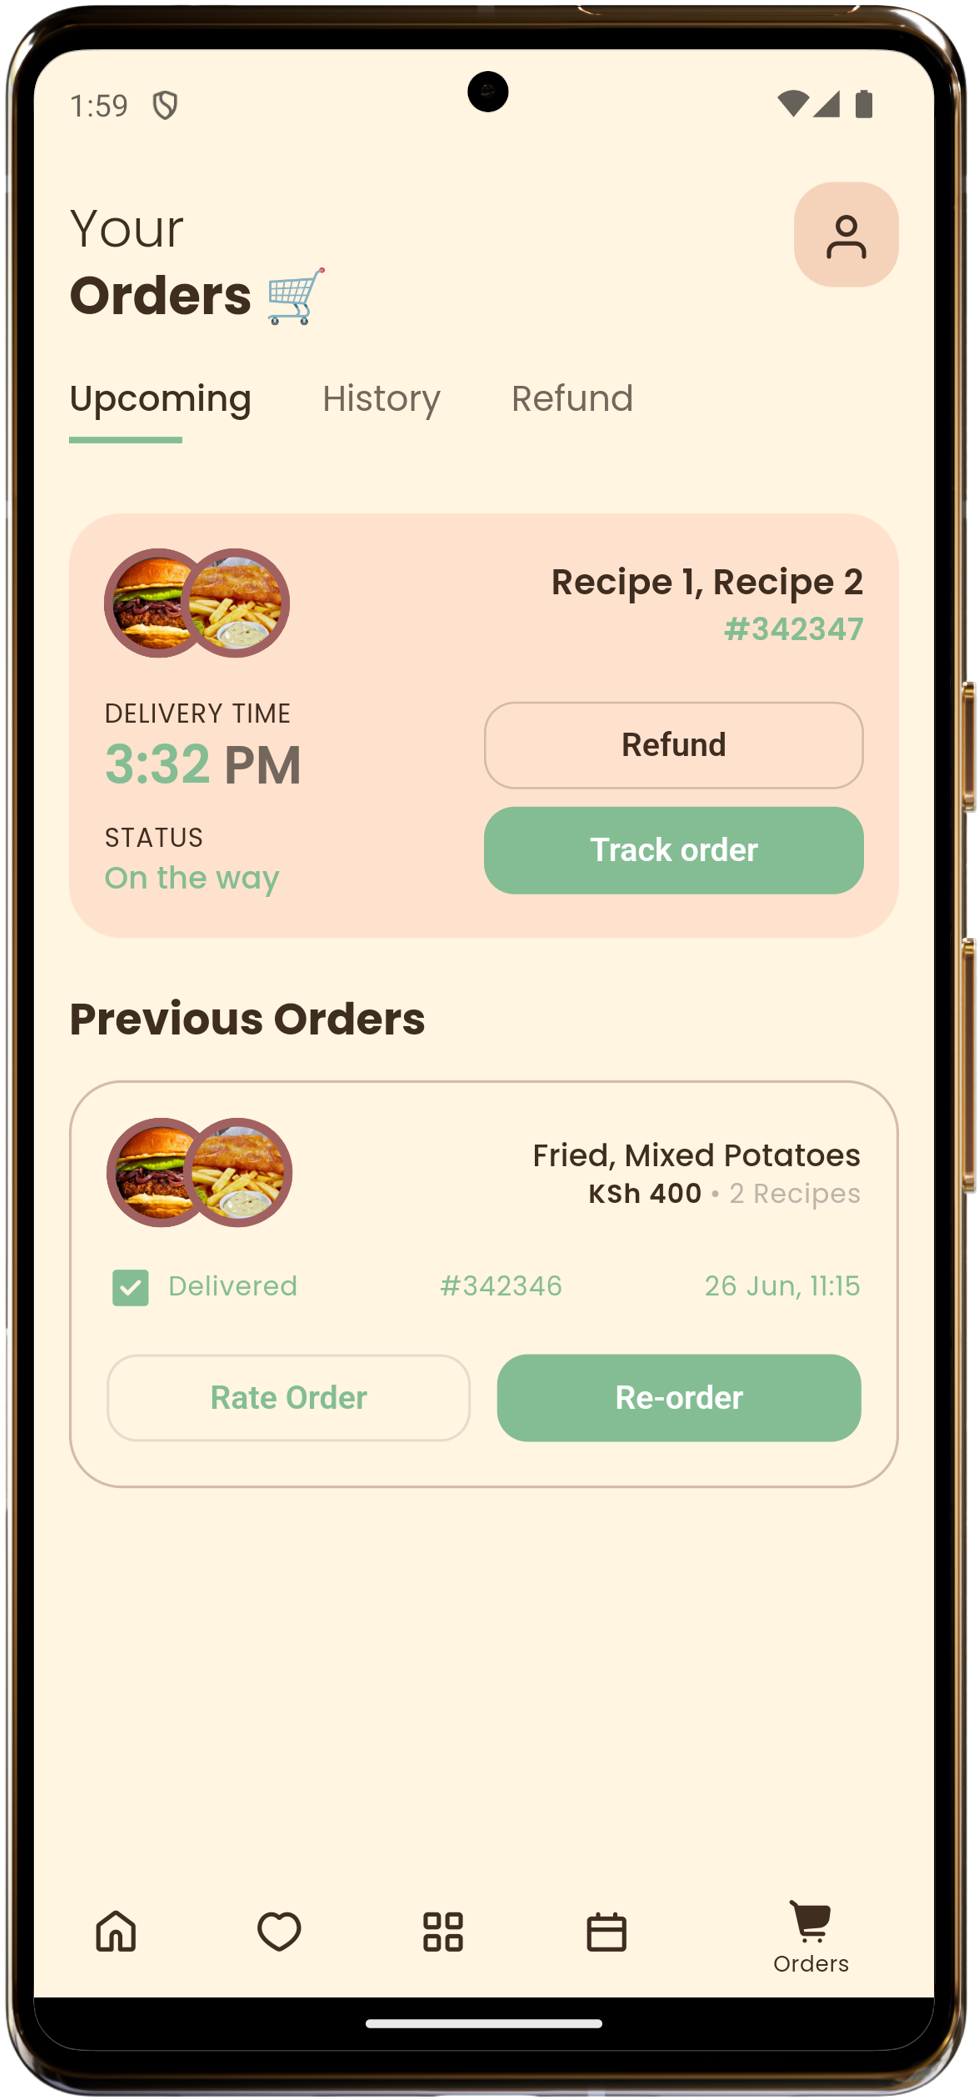 1:59
Your
Orders
Upcoming History Refund
Recipe 1, Recipe 2
#342347
DELIVERY TIME
3:32 PM
Refund
STATUS
On the way
Track order
Previous Orders
Fried, Mixed Potatoes
KSh 400 • 2 Recipes
Delivered #342346 26 Jun, 11:15
Rate Order Re-order
Orders